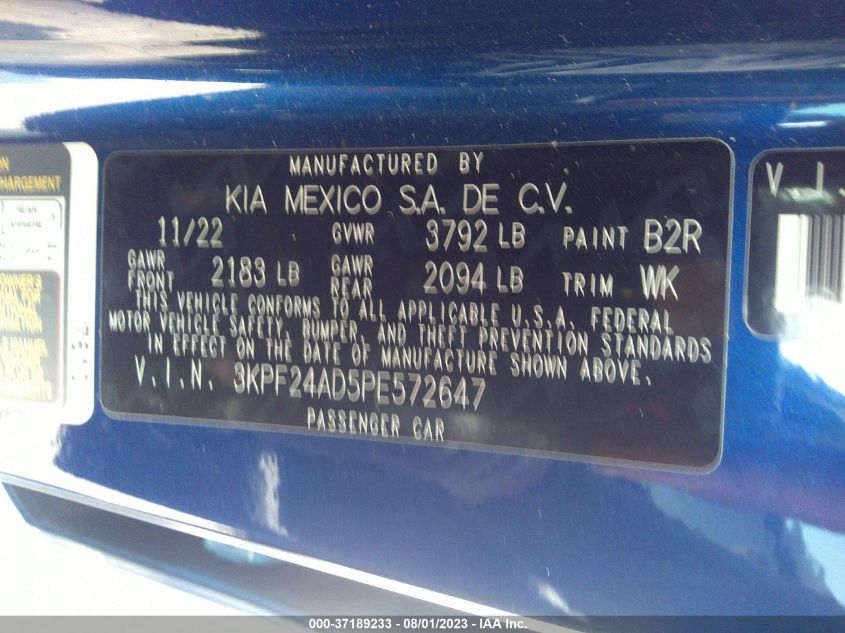 MANUFACTURED BY
KIA MEXICO S.A. DE C.V.
11/22 GVWR 3792 LB PAINT B2R
GAWR FRONT 2183 LB GAWR REAR 2094 LB TRIM WK
THIS VEHICLE CONFORMS TO ALL APPLICABLE U.S.A. FEDERAL
MOTOR VEHICLE SAFETY, BUMPER, AND THEFT PREVENTION STANDARDS
IN EFFECT ON THE DATE OF MANUFACTURE SHOWN ABOVE.
V.I.N. 3KPF24AD5PE572647
PASSENGER CAR
V.I.
REAR
000-37189233 - 08/01/2023 - IAA Inc.